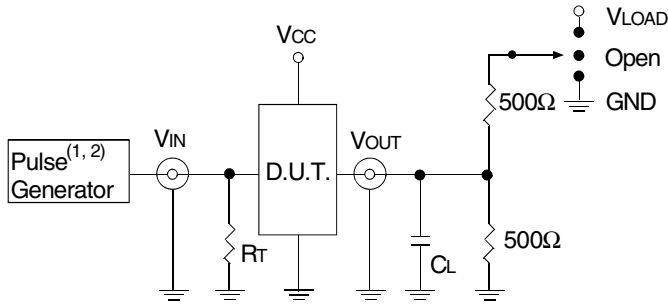 VLOAD
Open
GND
VCC
500Ω
VIN
VOUT
Pulse(1, 2)
Generator
D.U.T.
RT
CL
500Ω